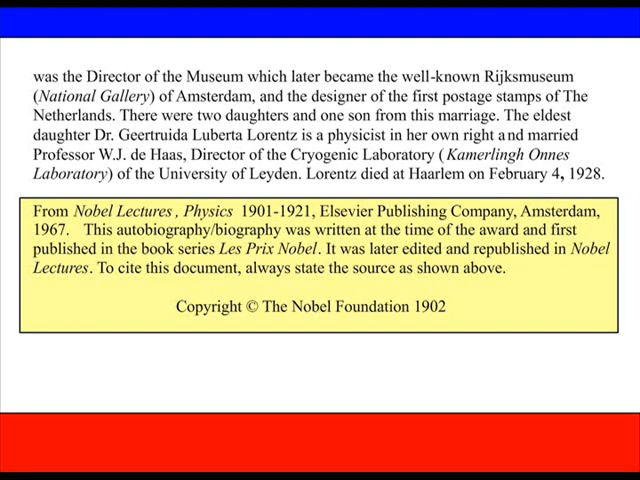 was the Director of the Museum which later became the well-known Rijksmuseum
(National Gallery) of Amsterdam, and the designer of the first postage stamps of The
Netherlands. There were two daughters and one son from this marriage. The eldest
daughter Dr. Geertruida Luberta Lorentz is a physicist in her own right and married
Professor W.J. de Haas, Director of the Cryogenic Laboratory (Kamerlingh Onnes
Laboratory) of the University of Leyden. Lorentz died at Haarlem on February 4, 1928.
From Nobel Lectures, Physics 1901-1921, Elsevier Publishing Company, Amsterdam,
1967. This autobiography/biography was written at the time of the award and first
published in the book series Les Prix Nobel. It was later edited and republished in Nobel
Lectures. To cite this document, always state the source as shown above.
Copyright © The Nobel Foundation 1902